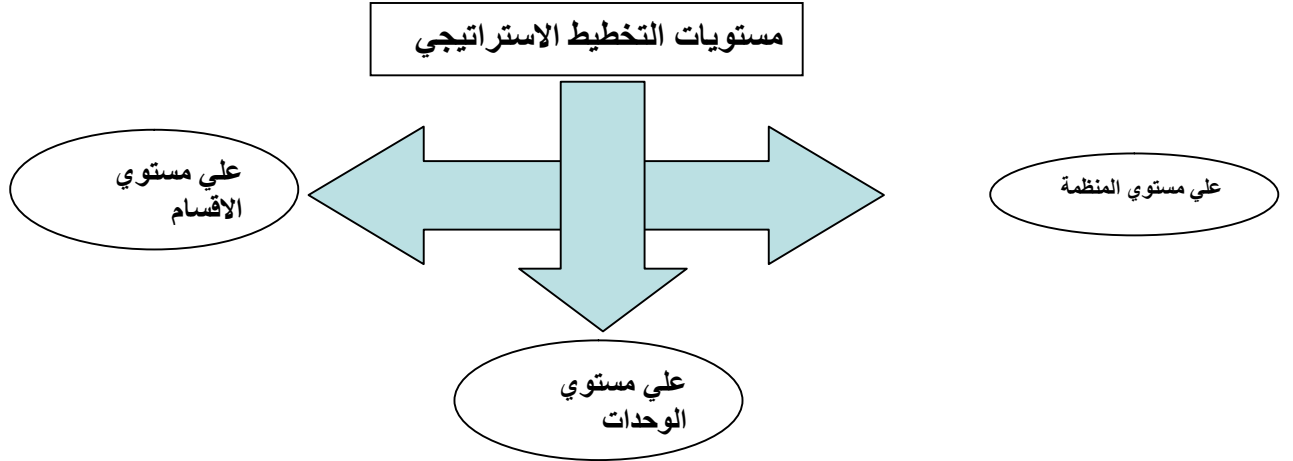 مستويات التخطيط الاستراتيجي
علي مستوي المنظمة
علي مستوي
الاقسام
علي مستوي
الوحدات